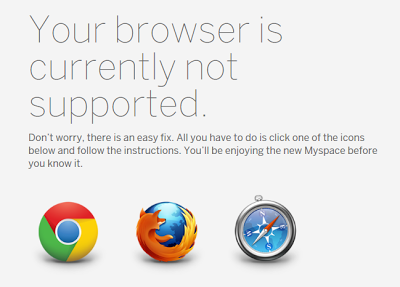 Your browser is
currently not
supported.
Don't worry, there is an easy fix. All you have to do is click one of the icons
below and follow the instructions. You'll be enjoying the new Myspace before
you know it.